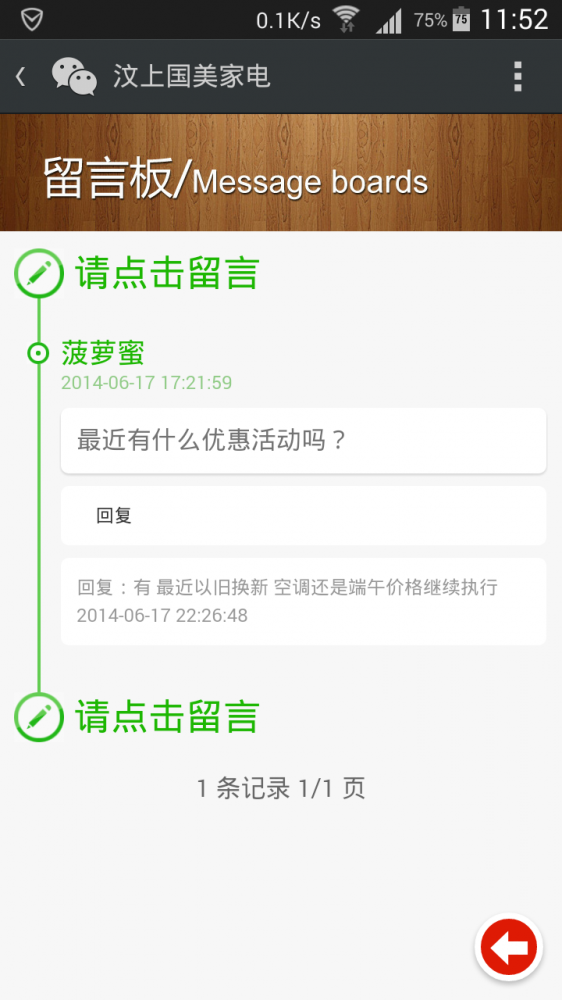 0.1K/s 75% 75 11:52
汶上国美家电
留言板/Message boards
请点击留言
菠萝蜜
2014-06-17 17:21:59
最近有什么优惠活动吗？
回复
回复：有 最近以旧换新 空调还是端午价格继续执行
2014-06-17 22:26:48
请点击留言
1 条记录 1/1 页